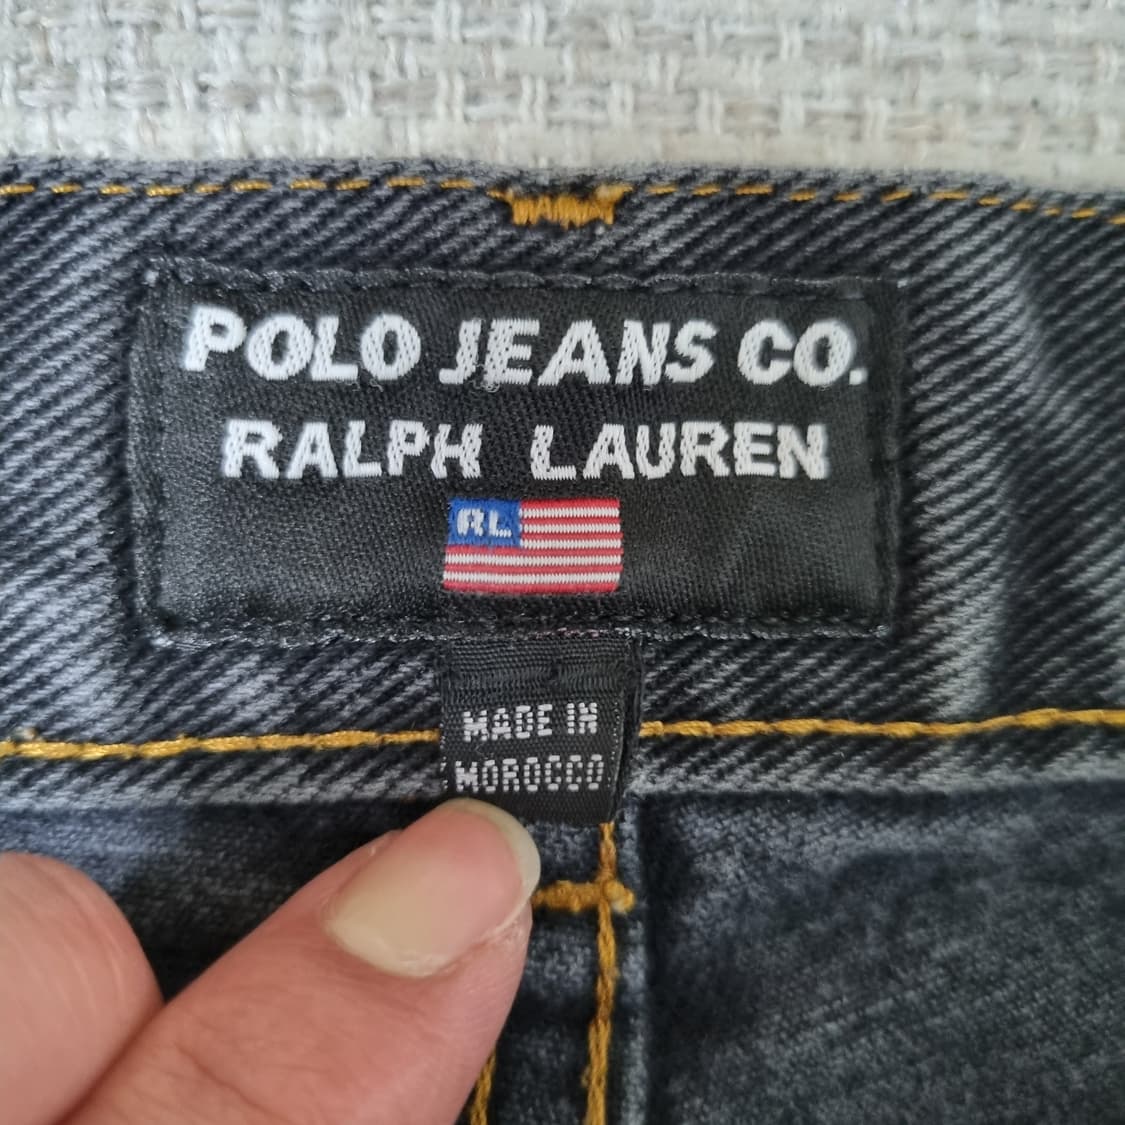 POLO JEANS CO.
RALPH LAUREN
RL
MADE IN
MOROCCO